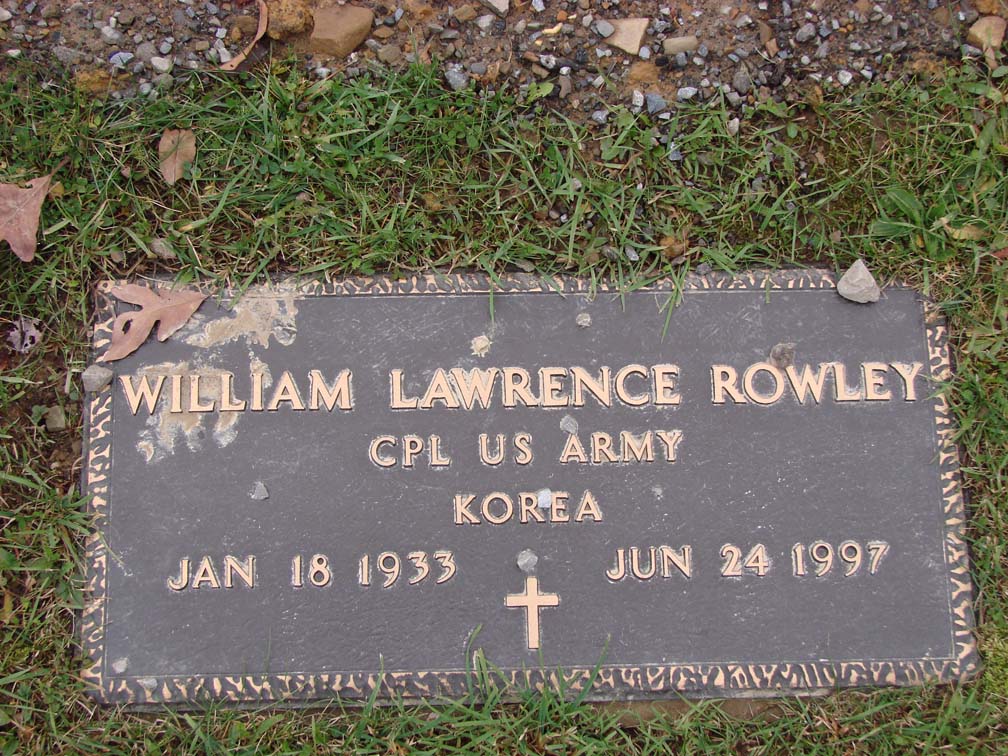 WILLIAM LAWRENCE ROWLEY
CPL US ARMY
KOREA
JAN 18 1933 JUN 24 1997